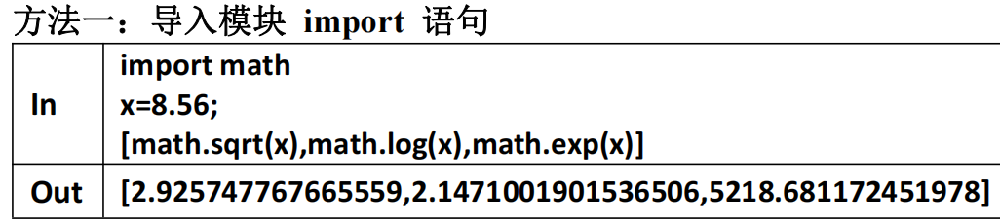 方法一：导入模块 import 语句
In
import math
x=8.56;
[math.sqrt(x),math.log(x),math.exp(x)]
Out
[2.925747767665559,2.1471001901536506,5218.681172451978]